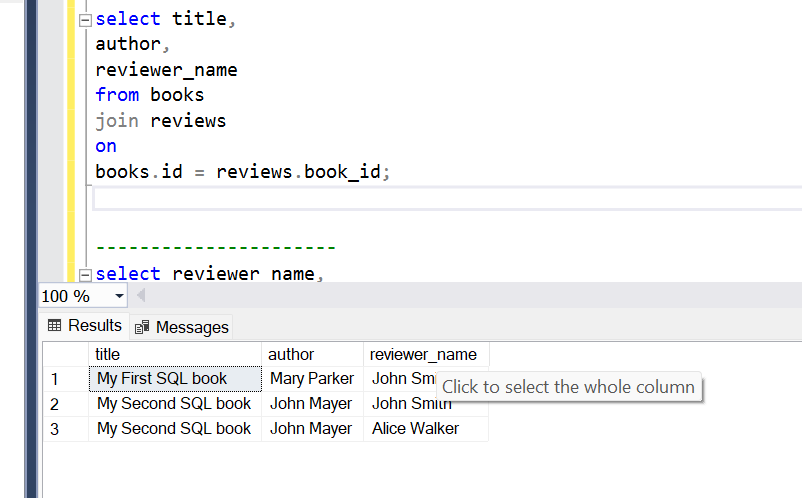 select title,
author,
reviewer_name
from books
join reviews
on
books.id = reviews.book_id;
----------------------
select reviewer_name,
100 %
Results Messages
title author reviewer_name
1 My First SQL book Mary Parker John
Click to select the whole column
2 My Second SQL book John Mayer John Smith
3 My Second SQL book John Mayer Alice Walker